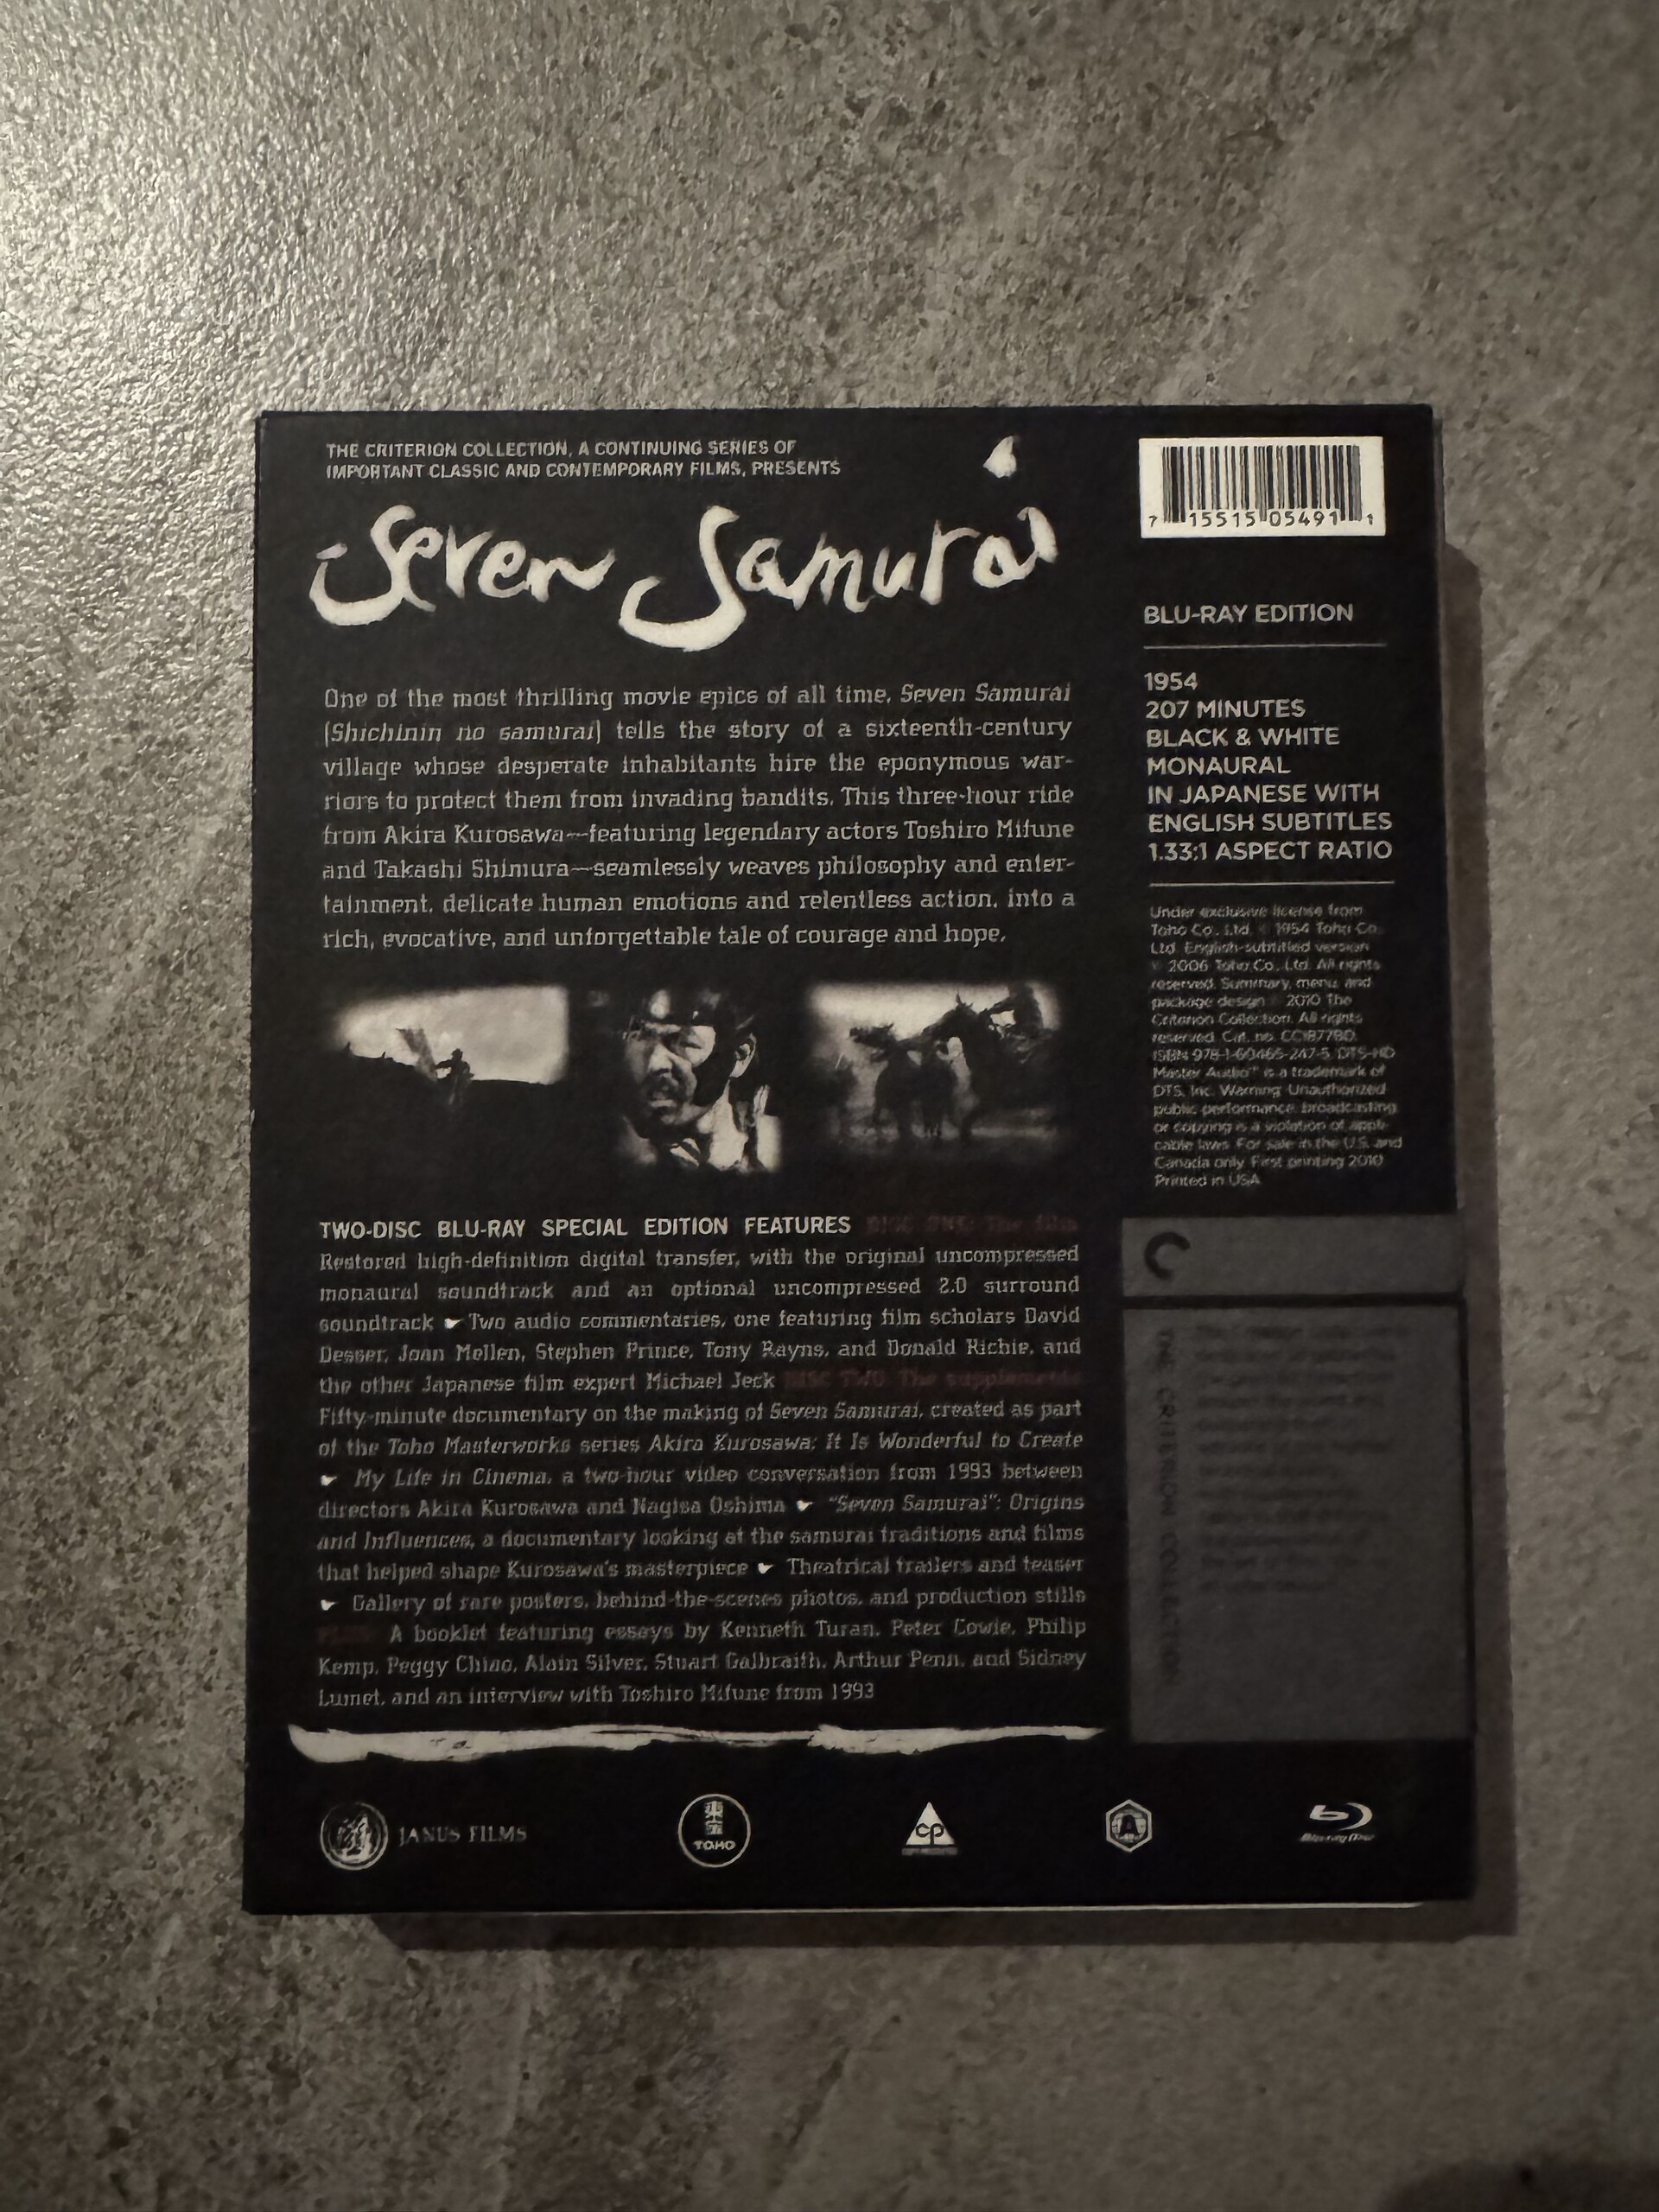 THE CRITERION COLLECTION, A CONTINUING SERIES OF
IMPORTANT CLASSIC AND CONTEMPORARY FILMS, PRESENTS
Seven Samurai
One of the most thrilling movie epics of all time, Seven Samurai
(Shichinin no samurai) tells the story of a sixteenth-century
village whose desperate inhabitants hire the eponymous war-
riors to protect them from invading bandits. This three-hour ride
from Akira Kurosawa—featuring legendary actors Toshiro Mifune
and Takashi Shimura—seamlessly weaves philosophy and enter-
tainment, delicate human emotions and relentless action, into a
rich, evocative, and unforgettable tale of courage and hope.
TWO-DISC BLU-RAY SPECIAL EDITION FEATURES DISC ONE: The film
Restored high-definition digital transfer, with the original uncompressed
monaural soundtrack and an optional uncompressed 2.0 surround
soundtrack Two audio commentaries, one featuring film scholars David
Desser, Joan Mellen, Stephen Prince, Tony Rayns, and Donald Richie, and
the other Japanese film expert Michael Jeck DISC TWO: The supplements
Fifty-minute documentary on the making of Seven Samurai, created as part
of the Toho Masterworks series Akira Kurosawa: It Is Wonderful to Create
My Life in Cinema, a two-hour video conversation from 1993 between
directors Akira Kurosawa and Nagisa Oshima "Seven Samurai": Origins
and Influences, a documentary looking at the samurai traditions and films
that helped shape Kurosawa's masterpiece Theatrical trailers and teaser
Gallery of rare posters, behind-the-scenes photos, and production stills
PLUS: A booklet featuring essays by Kenneth Turan, Peter Cowie, Philip
Kemp, Peggy Chiao, Alain Silver, Stuart Galbraith, Arthur Penn, and Sidney
Lumet, and an interview with Toshiro Mifune from 1993
JANUS FILMS
東宝
TOHO
cp
A
Blu-ray Disc
7 15515 05491 1
BLU-RAY EDITION
1954
207 MINUTES
BLACK & WHITE
MONAURAL
IN JAPANESE WITH
ENGLISH SUBTITLES
1.33:1 ASPECT RATIO
Under exclusive license from
Toho Co., Ltd. © 1954 Toho Co.
Ltd. English-subtitled version
© 2006 Toho Co., Ltd. All rights
reserved. Summary, menu, and
package design © 2010 The
Criterion Collection. All rights
reserved. Cat. no. CC1877BD.
ISBN 978-1-60465-247-5. DTS-HD
Master Audio™ is a trademark of
DTS, Inc. Warning: Unauthorized
public performance, broadcasting
or copying is a violation of appli-
cable laws. For sale in the U.S. and
Canada only. First printing 2010.
Printed in USA
THE CRITERION COLLECTION